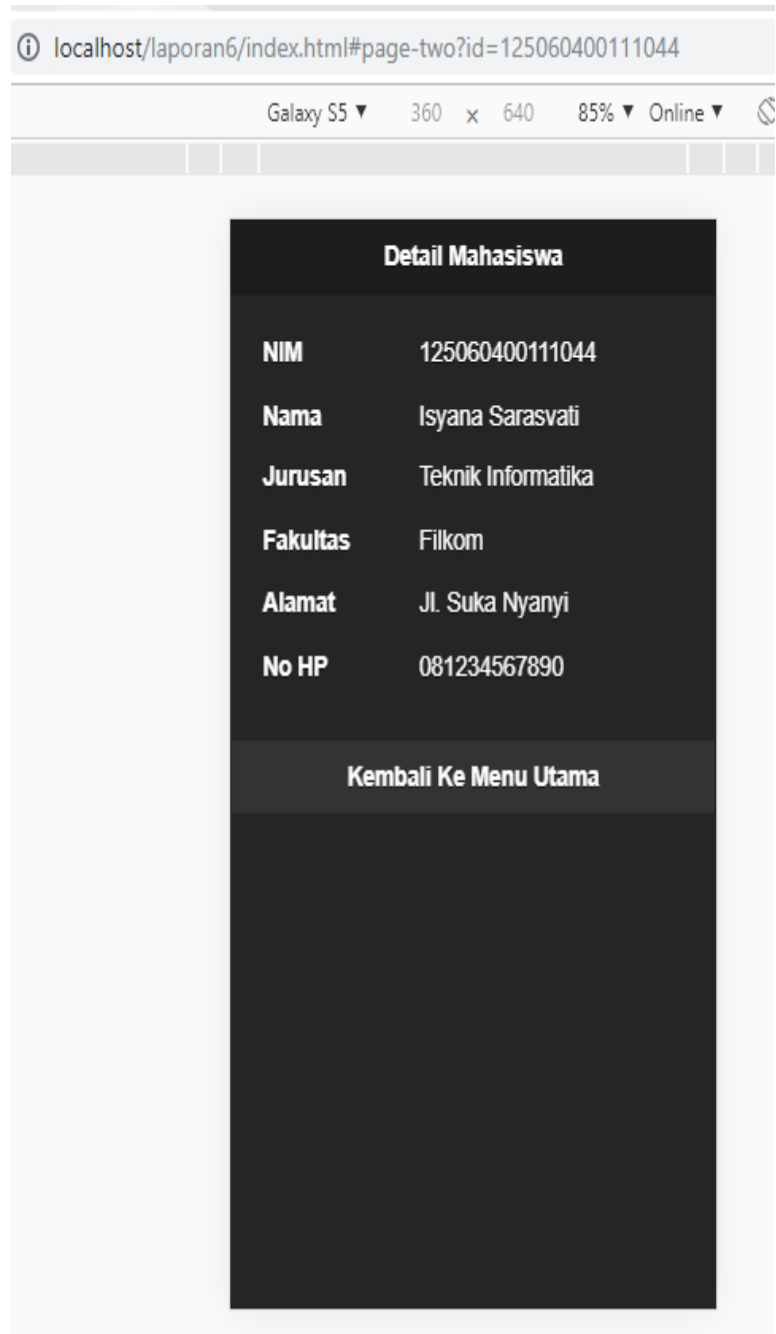 localhost/laporan6/index.html#page-two?id=125060400111044
Galaxy S5 ▼ 360 x 640 85% ▼ Online ▼
Detail Mahasiswa
NIM 125060400111044
Nama Isyana Sarasvati
Jurusan Teknik Informatika
Fakultas Filkom
Alamat Jl. Suka Nyanyi
No HP 081234567890
Kembali Ke Menu Utama